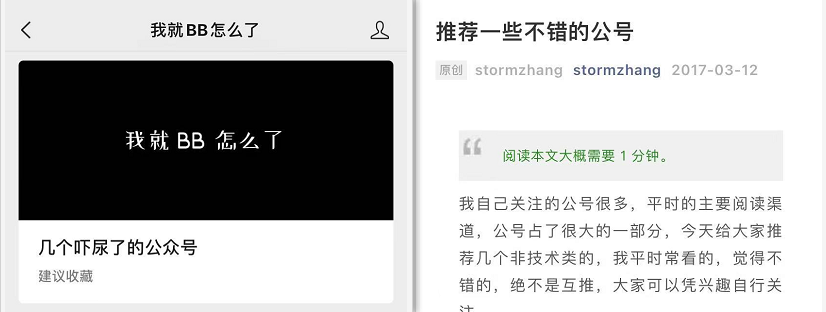 我就BB怎么了
我就 BB 怎么了
几个吓尿了的公众号
建议收藏
推荐一些不错的公号
原创 stormzhang stormzhang 2017-03-12
阅读本文大概需要 1 分钟。
我自己关注的公号很多，平时的主要阅读渠
道，公号占了很大的一部分，今天给大家推
荐几个非技术类的，我平时常看的，觉得不
错的，绝不是互推，大家可以凭兴趣自行关
注